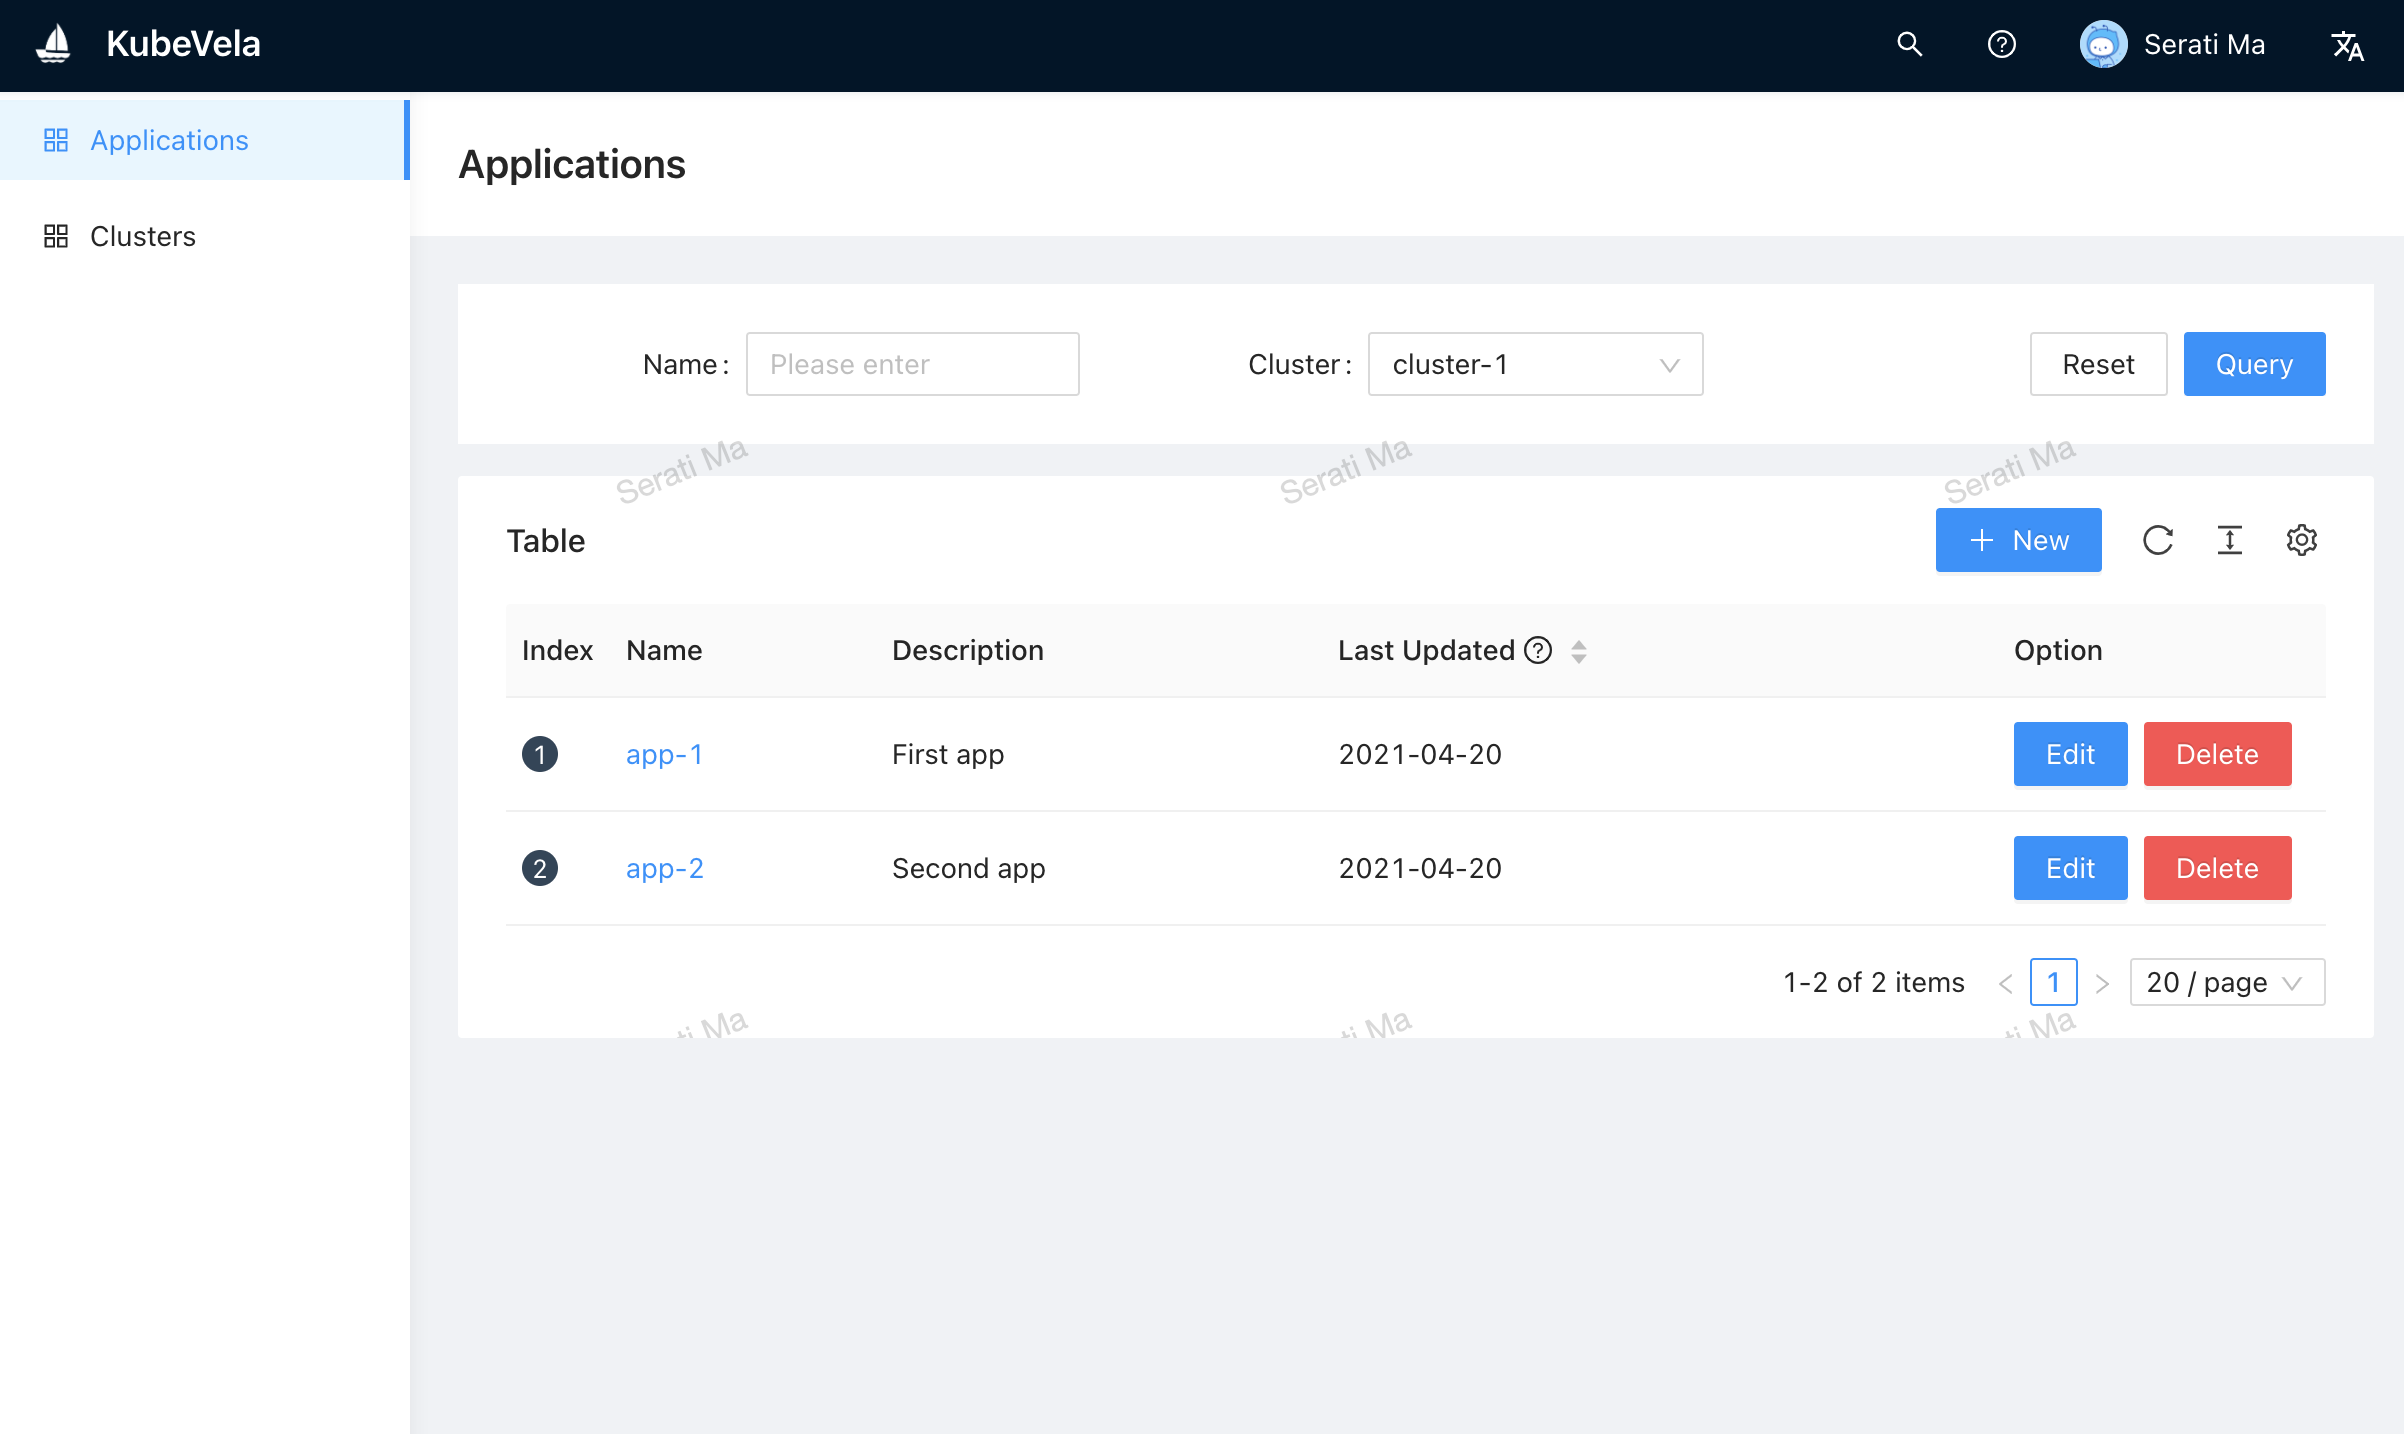 KubeVela
Serati Ma
Applications
Clusters
Applications
Name :
Please enter
Cluster :
cluster-1
Reset
Query
Serati Ma
Serati Ma
Serati Ma
Table
New
Index Name Description Last Updated Option
1 app-1 First app 2021-04-20 Edit Delete
2 app-2 Second app 2021-04-20 Edit Delete
1-2 of 2 items < 1 > 20 / page
ti Ma
ti Ma
ti Ma